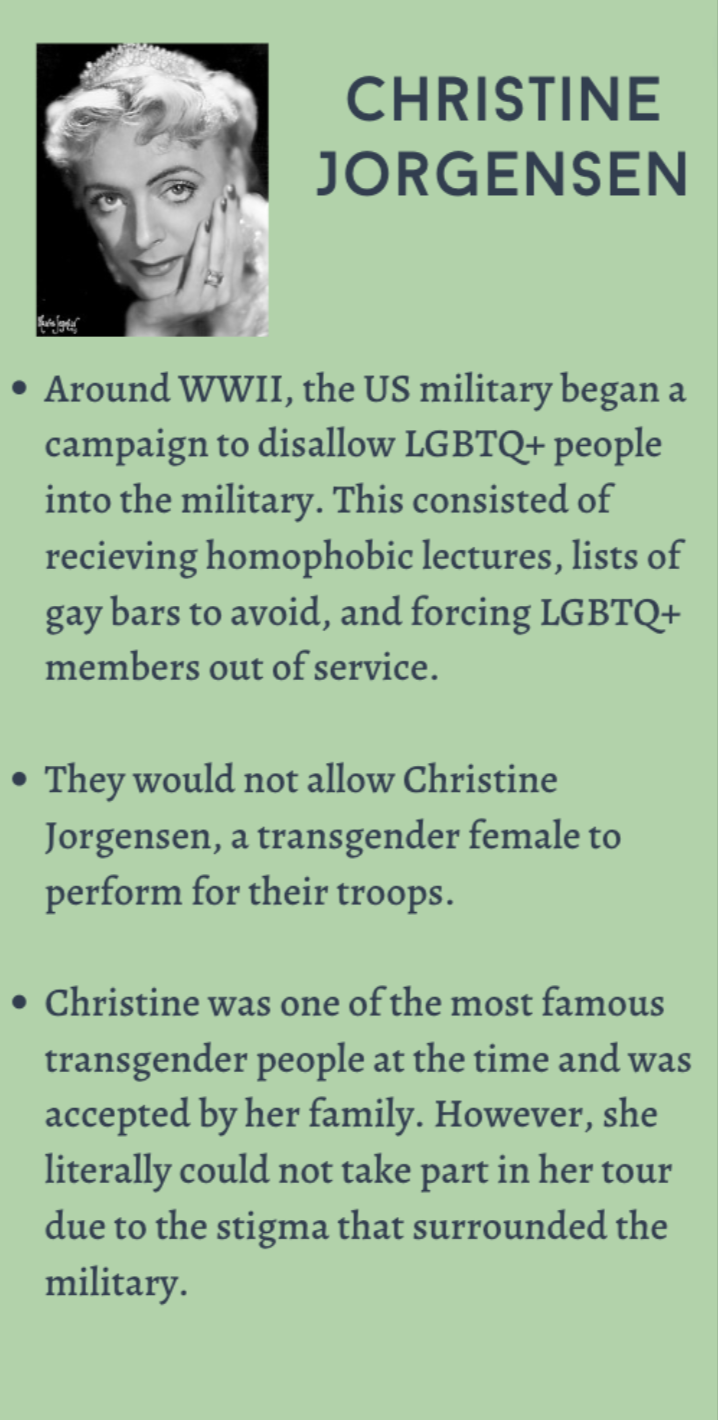 CHRISTINE
JORGENSEN
• Around WWII, the US military began a
campaign to disallow LGBTQ+ people
into the military. This consisted of
recieving homophobic lectures, lists of
gay bars to avoid, and forcing LGBTQ+
members out of service.
• They would not allow Christine
Jorgensen, a transgender female to
perform for their troops.
• Christine was one of the most famous
transgender people at the time and was
accepted by her family. However, she
literally could not take part in her tour
due to the stigma that surrounded the
military.